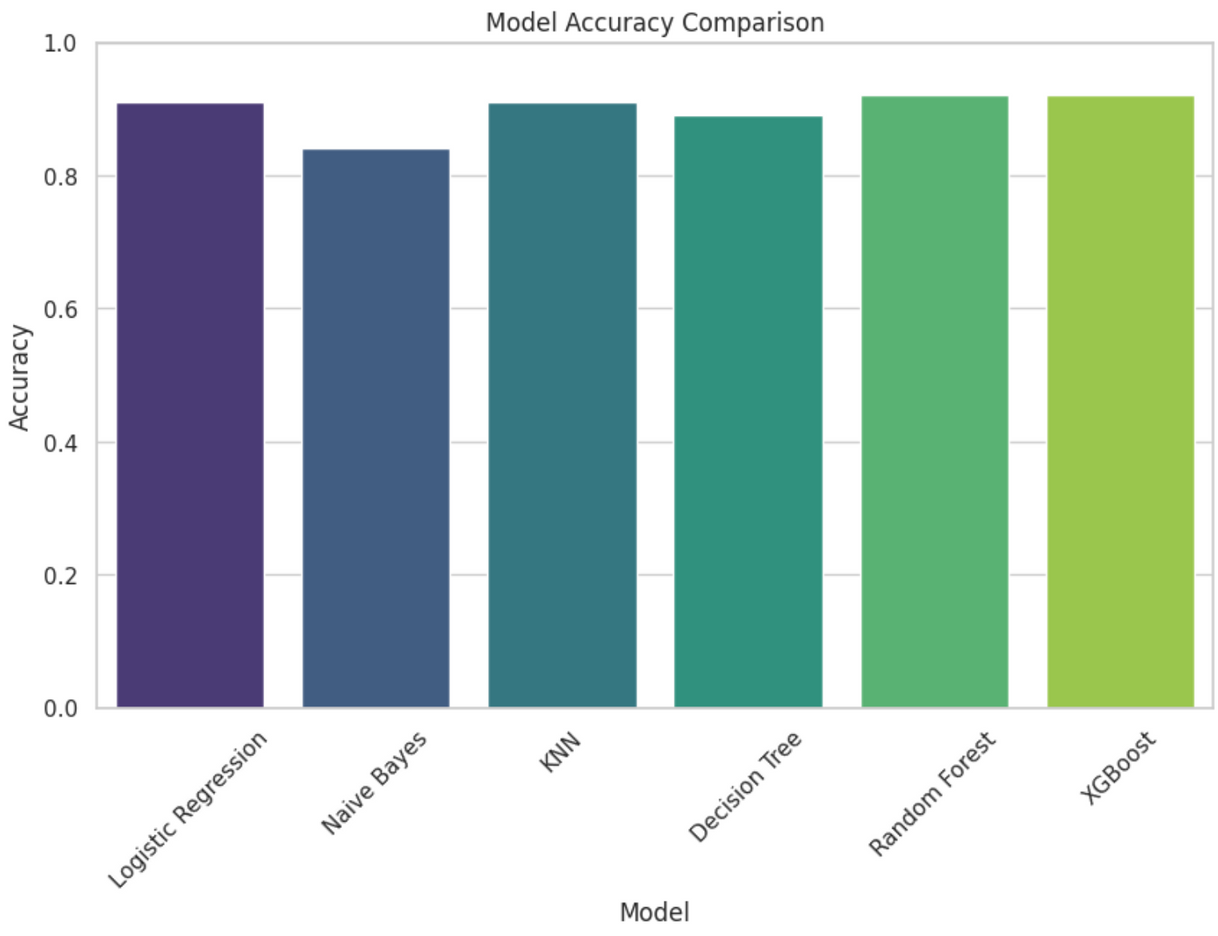 Model Accuracy Comparison
1.0
0.8
0.6
0.4
0.2
0.0
Accuracy
Logistic Regression
Naive Bayes
KNN
Decision Tree
Random Forest
XGBoost
Model